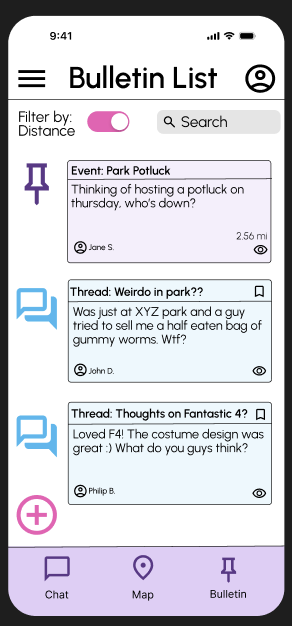 9:41
Bulletin List
Filter by:
Distance
Search
Event: Park Potluck
Thinking of hosting a potluck on
thursday, who's down?
2.56 mi
Jane S.
Thread: Weirdo in park??
Was just at XYZ park and a guy
tried to sell me a half eaten bag of
gummy worms. Wtf?
John D.
Thread: Thoughts on Fantastic 4?
Loved F4! The costume design was
great :) What do you guys think?
Philip B.
Chat
Map
Bulletin